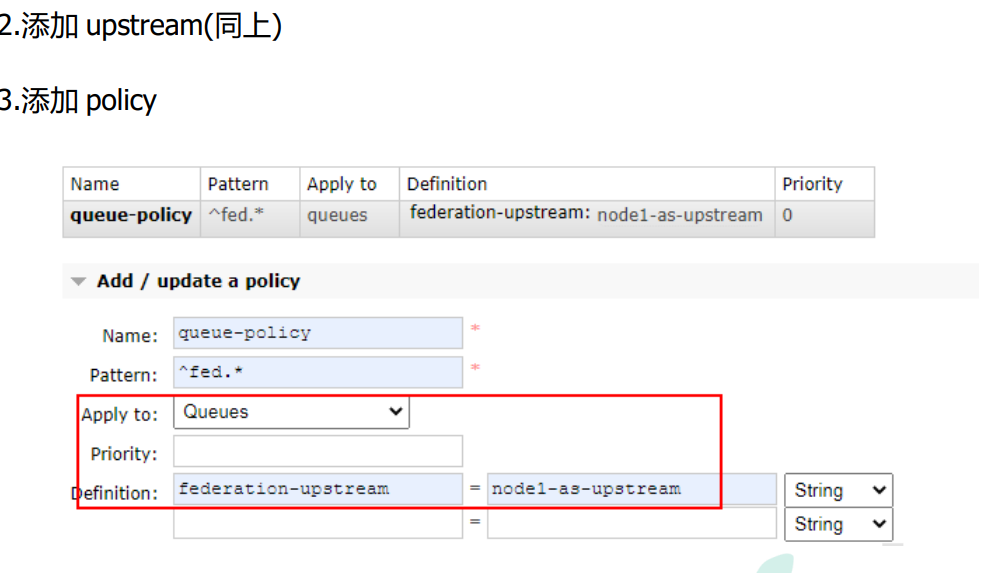 2.添加 upstream(同上)
3.添加 policy
Name Pattern Apply to Definition Priority
queue-policy ^fed.* queues federation-upstream: node1-as-upstream 0
Add / update a policy
Name: queue-policy *
Pattern: ^fed.* *
Apply to: Queues
Priority:
Definition: federation-upstream = node1-as-upstream String
= String